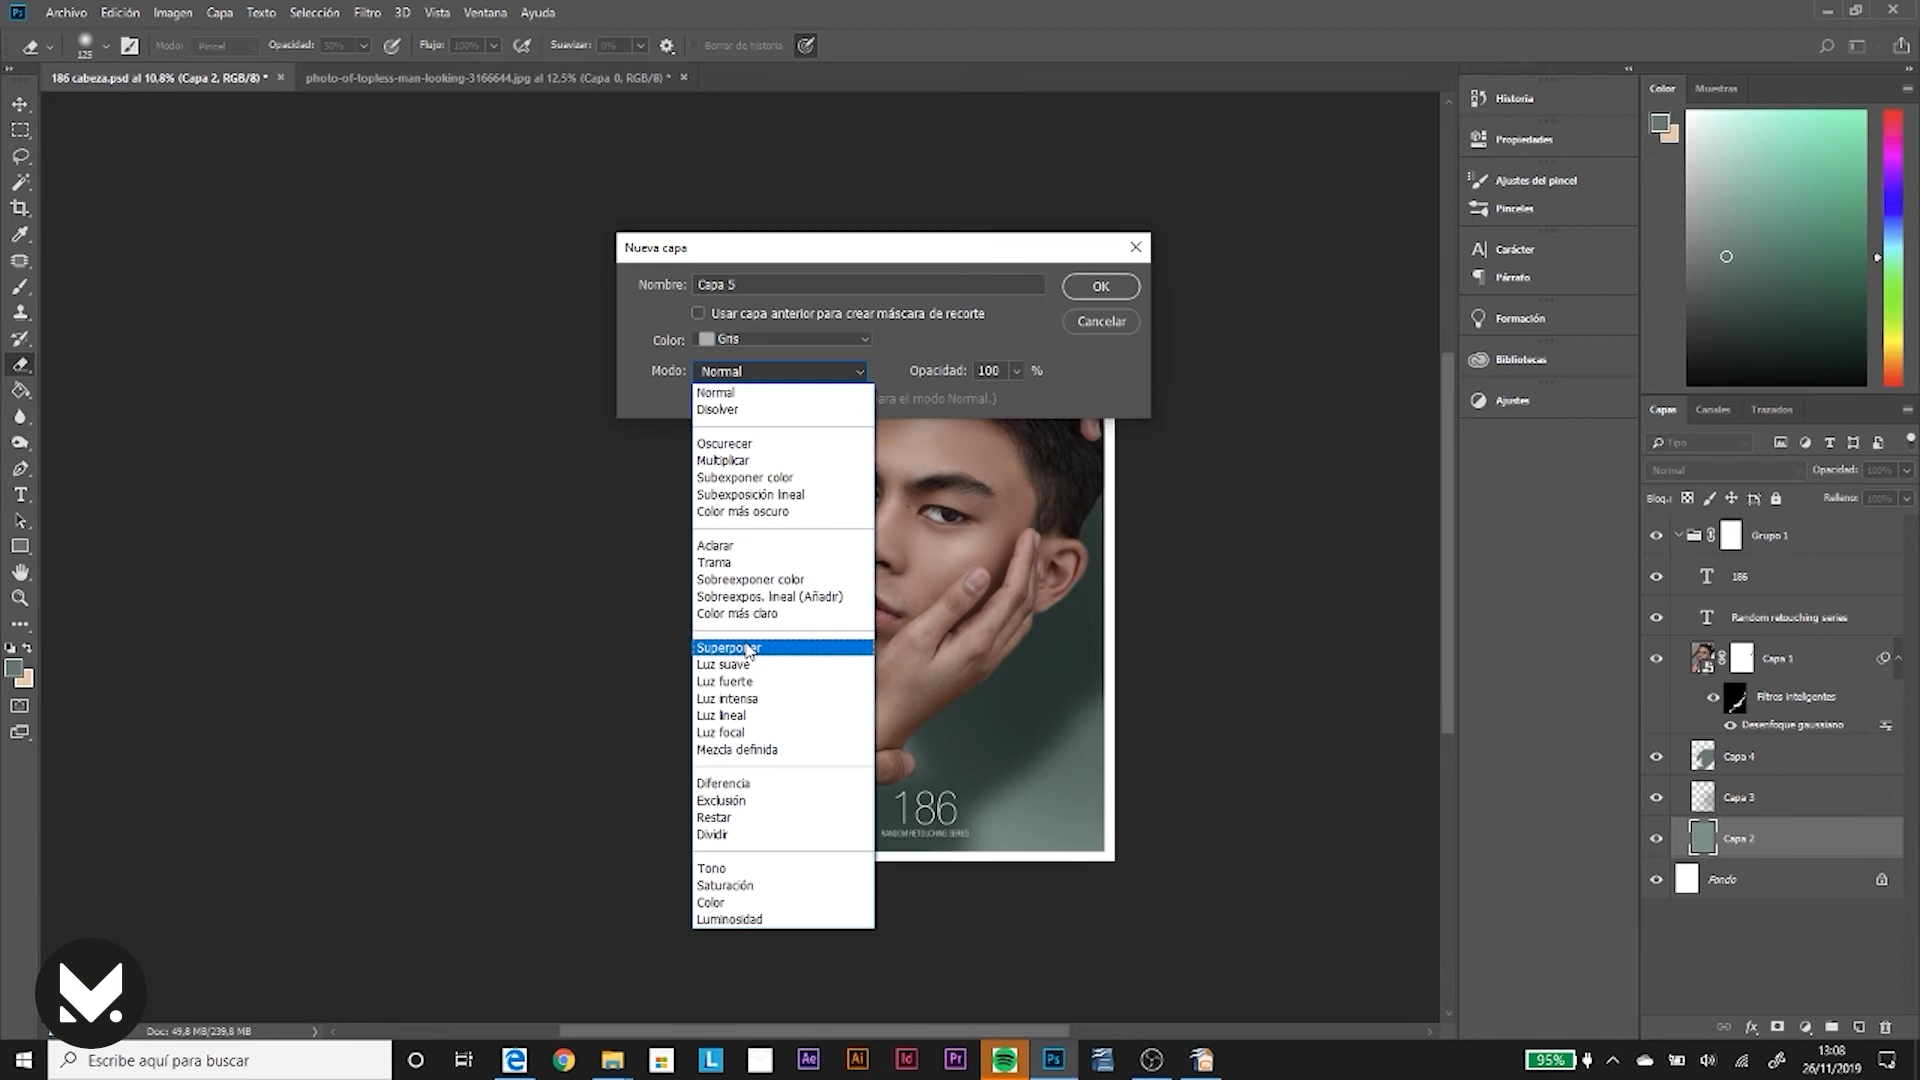 Archivo Edición Imagen Capa Texto Selección Filtro 3D Vista Ventana Ayuda
125 Modo: Pincel Opacidad: 50% Flujo: 100% Suavizar: 0% Borrar de historia
186 cabeza.psd al 10,8% (Capa 2, RGB/8) * photo-of-topless-man-looking-3166644.jpg al 12.5% (Capa 0, RGB/8) *
Historia
Propiedades
Ajustes del pincel
Pinceles
Carácter
Párrafo
Formación
Bibliotecas
Ajustes
Color Muestras
Nueva capa
Nombre: Capa 5
OK
Usar capa anterior para crear máscara de recorte
Cancelar
Color: Gris
Modo: Normal Opacidad: 100 %
para el modo Normal.)
Normal
Disolver
Oscurecer
Multiplicar
Subexponer color
Subexposición lineal
Color más oscuro
Aclarar
Trama
Sobreexponer color
Sobreexpos. lineal (Añadir)
Color más claro
Superponer
Luz suave
Luz fuerte
Luz intensa
Luz lineal
Luz focal
Mezcla definida
Diferencia
Exclusión
Restar
Dividir
Tono
Saturación
Color
Luminosidad
186
RANDOM RETOUCHING SERIES
Capas Canales Trazados
Tipo
Normal Opacidad: 100%
Bloq.: Relleno: 100%
Grupo 1
186
Random retouching series
Capa 1
Filtros inteligentes
Desenfoque gaussiano
Capa 4
Capa 3
Capa 2
Fondo
Doc: 49,8 MB/239,8 MB
Escribe aquí para buscar
95%
13:08
26/11/2019